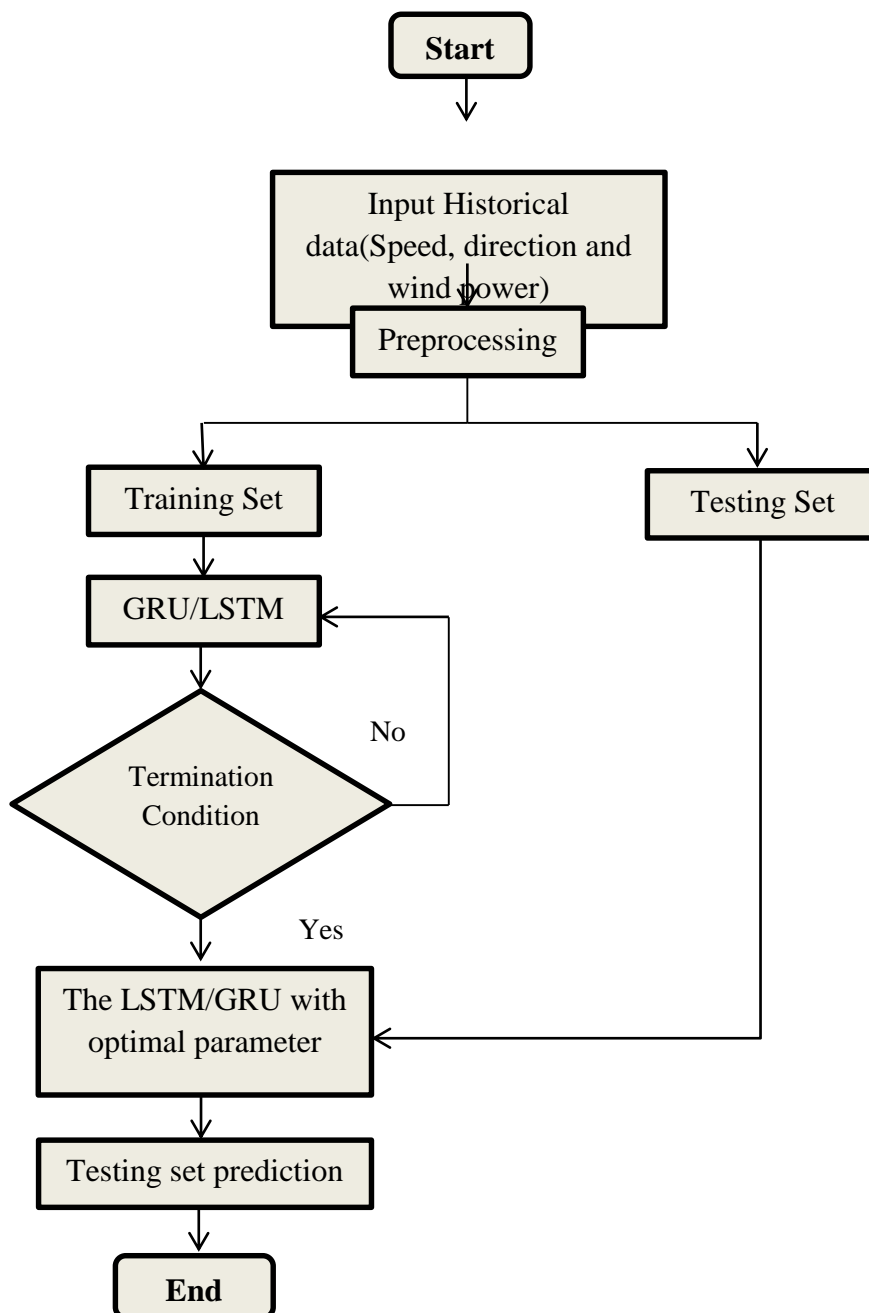 Start
Input Historical
data(Speed, direction and
wind power)
Preprocessing
Training Set
Testing Set
GRU/LSTM
No
Termination
Condition
Yes
The LSTM/GRU with
optimal parameter
Testing set prediction
End